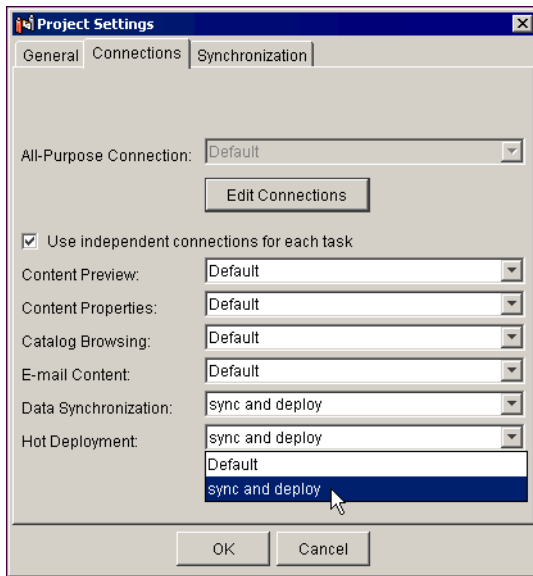 Project Settings
General Connections Synchronization
All-Purpose Connection: Default
Edit Connections
Use independent connections for each task
Content Preview: Default
Content Properties: Default
Catalog Browsing: Default
E-mail Content: Default
Data Synchronization: sync and deploy
Hot Deployment: sync and deploy
Default
sync and deploy
OK Cancel